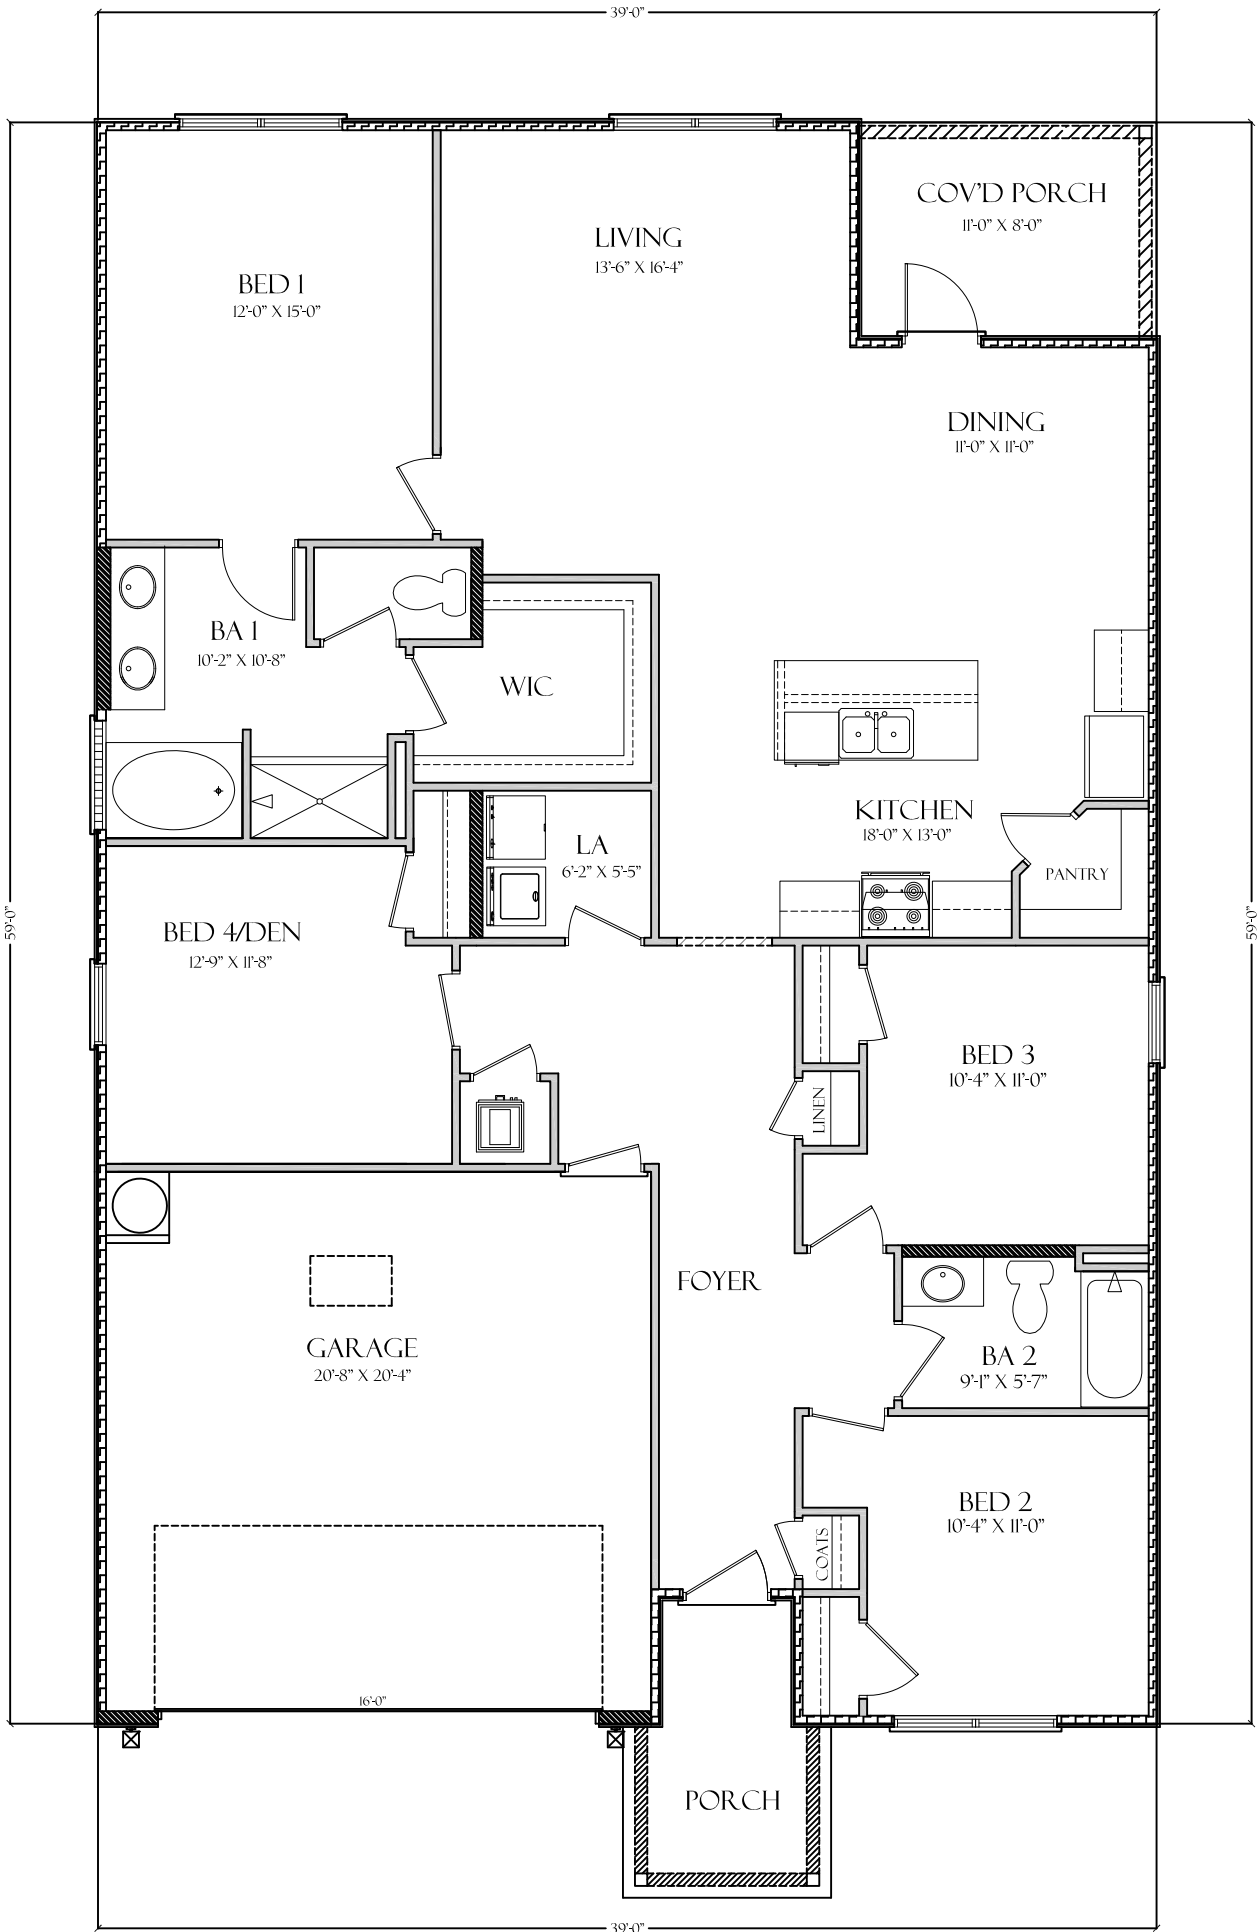 39'-0"
COV'D PORCH
11'-0" X 8'-0"
LIVING
13'-6" X 16'-4"
BED 1
12'-0" X 15'-0"
DINING
11'-0" X 11'-0"
BA 1
10'-2" X 10'-8"
WIC
KITCHEN
18'-0" X 13'-0"
LA
6'-2" X 5'-5"
PANTRY
59'-0"
59'-0"
BED 4/DEN
12'-9" X 11'-8"
BED 3
10'-4" X 11'-0"
LINEN
FOYER
GARAGE
20'-8" X 20'-4"
BA 2
9'-1" X 5'-7"
BED 2
10'-4" X 11'-0"
COATS
16'-0"
PORCH
39'-0"